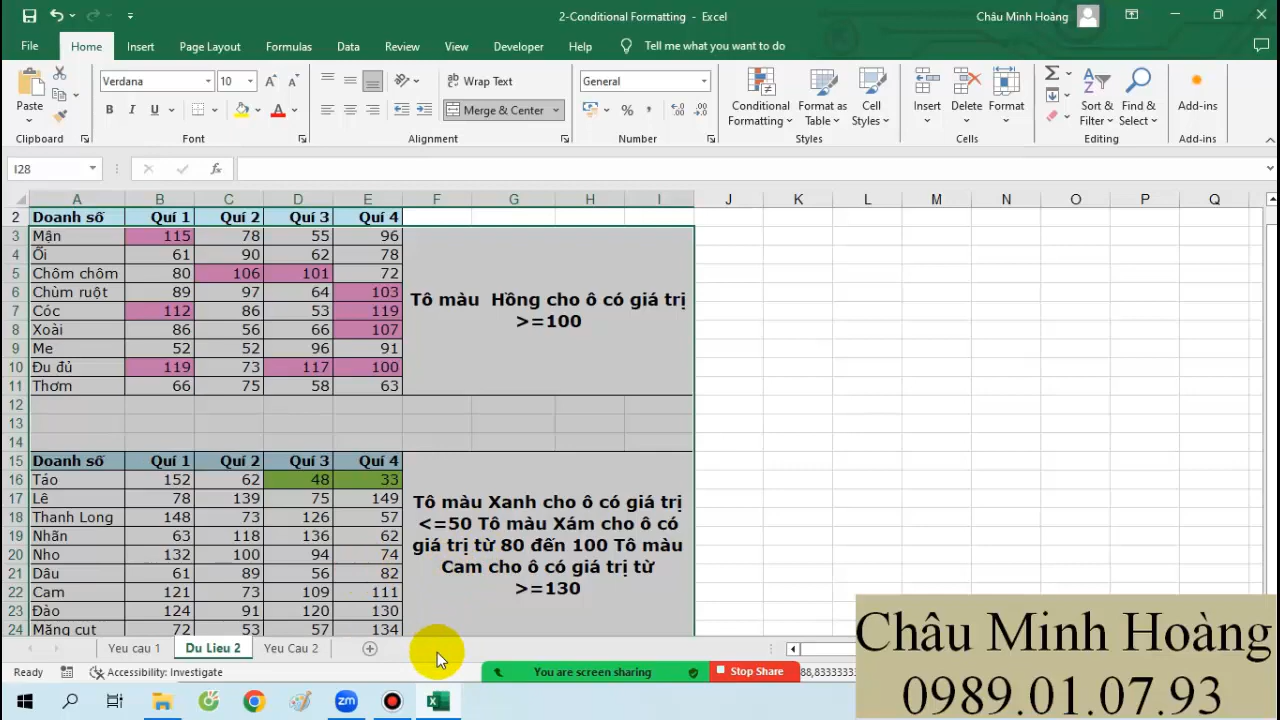 2-Conditional Formatting - Excel
Châu Minh Hoàng
File Home Insert Page Layout Formulas Data Review View Developer Help Tell me what you want to do
Paste
Verdana 10
B I U
Wrap Text
Merge & Center
General
Conditional Formatting
Format as Table
Cell Styles
Insert Delete Format
Sort & Filter
Find & Select
Add-ins
Clipboard Font Alignment Number Styles Cells Editing Add-ins
I28 fx
A B C D E F G H I J K L M N O P Q
2 Doanh số Quí 1 Quí 2 Quí 3 Quí 4
3 Mận 115 78 55 96
4 Ổi 61 90 62 78
5 Chôm chôm 80 106 101 72
6 Chùm ruột 89 97 64 103
7 Cóc 112 86 53 119
8 Xoài 86 56 66 107
9 Me 52 52 96 91
10 Đu đủ 119 73 117 100
11 Thơm 66 75 58 63
Tô màu Hồng cho ô có giá trị
>=100
12
13
14
15 Doanh số Quí 1 Quí 2 Quí 3 Quí 4
16 Táo 152 62 48 33
17 Lê 78 139 75 149
18 Thanh Long 148 73 126 57
19 Nhãn 63 118 136 62
20 Nho 132 100 94 74
21 Dâu 61 89 56 82
22 Cam 121 73 109 111
23 Đào 124 91 120 130
24 Măng cụt 72 53 57 134
Tô màu Xanh cho ô có giá trị
<=50 Tô màu Xám cho ô có
giá trị từ 80 đến 100 Tô màu
Cam cho ô có giá trị từ
>=130
Yeu cau 1 Du Lieu 2 Yeu Cau 2
Ready Accessibility: Investigate
You are screen sharing Stop Share
88,83333333
zm
Châu Minh Hoàng
0989.01.07.93